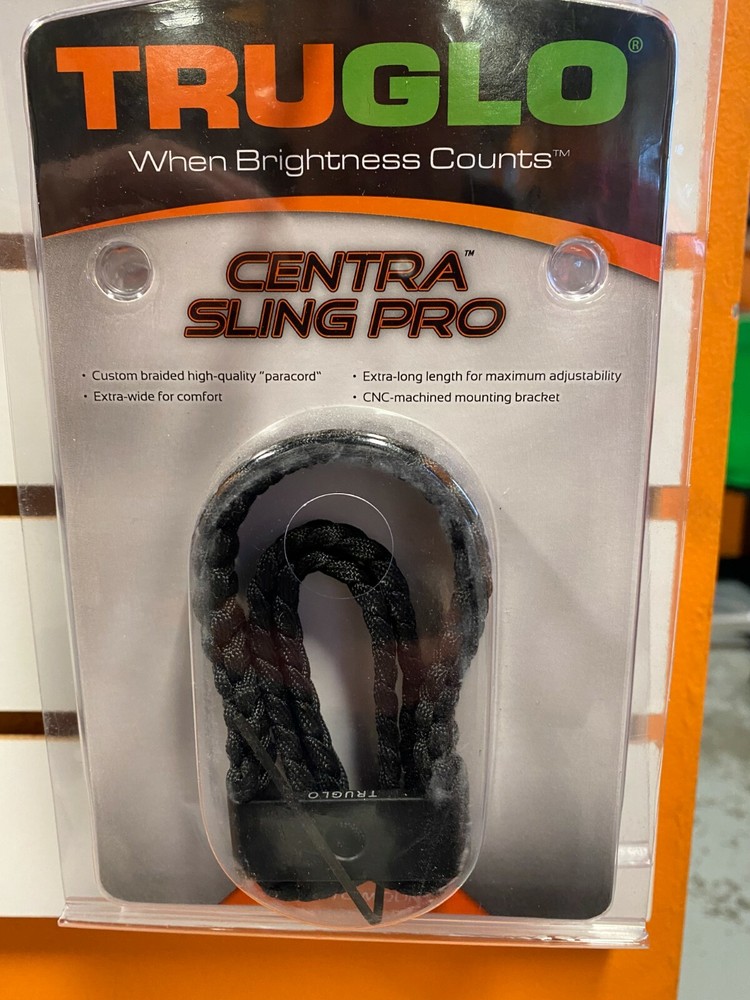 TRUGLO®
When Brightness Counts™
CENTRA™
SLING PRO
• Custom braided high-quality "paracord"
• Extra-wide for comfort
• Extra-long length for maximum adjustability
• CNC-machined mounting bracket
TRUGLO